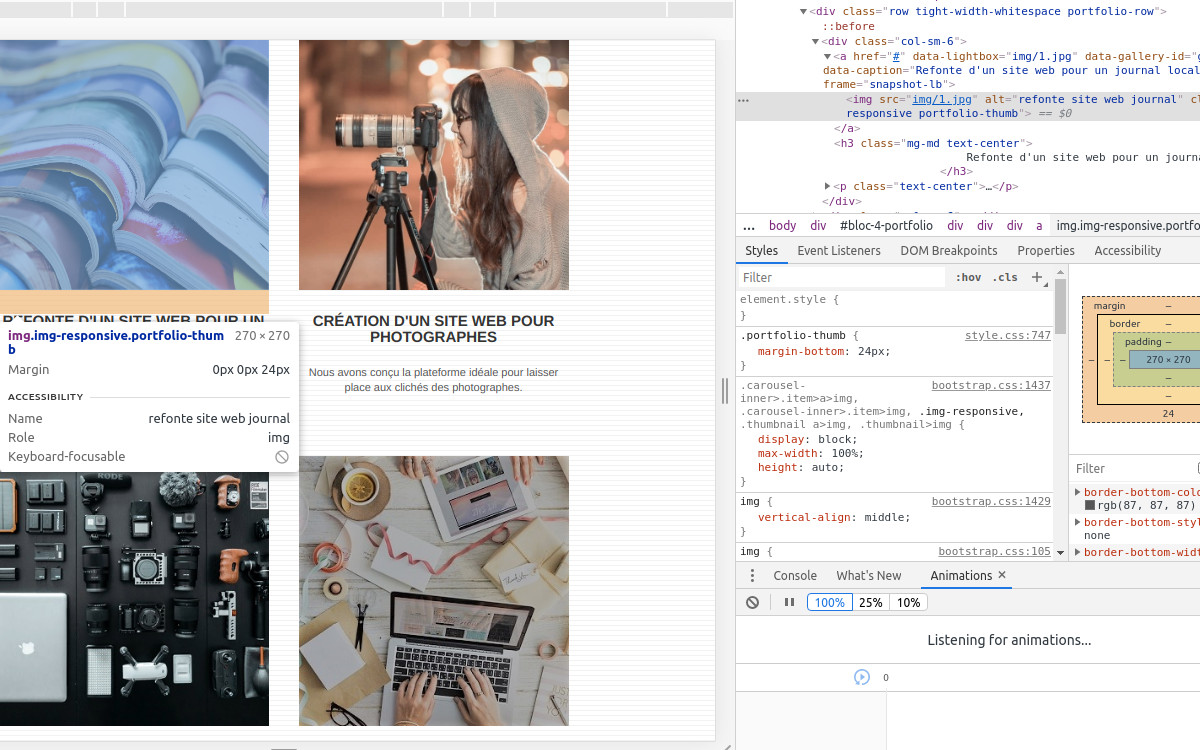 REFONTE D'UN SITE WEB POUR UN
CRÉATION D'UN SITE WEB POUR
PHOTOGRAPHES
Nous avons conçu la plateforme idéale pour laisser
place aux clichés des photographes.
img.img-responsive.portfolio-thum
b
270 × 270
Margin 0px 0px 24px
ACCESSIBILITY
Name refonte site web journal
Role img
Keyboard-focusable
RODE
<div class="row tight-width-whitespace portfolio-row">
::before
<div class="col-sm-6">
<a href="#" data-lightbox="img/1.jpg" data-gallery-id="g
data-caption="Refonte d'un site web pour un journal local
frame="snapshot-lb">
<img src="img/1.jpg" alt="refonte site web journal" cl
responsive portfolio-thumb"> == $0
</a>
<h3 class="mg-md text-center">
Refonte d'un site web pour un journa
</h3>
<p class="text-center">…</p>
</div>
... body div #bloc-4-portfolio div div div a img.img-responsive.portfo
Styles Event Listeners DOM Breakpoints Properties Accessibility
Filter :hov .cls +
element.style {
}
.portfolio-thumb { style.css:747
margin-bottom: 24px;
}
.carousel- bootstrap.css:1437
inner>.item>a>img,
.carousel-inner>.item>img, .img-responsive,
.thumbnail a>img, .thumbnail>img {
display: block;
max-width: 100%;
height: auto;
}
img { bootstrap.css:1429
vertical-align: middle;
}
img { bootstrap.css:105
margin –
border –
padding –
– – – 270 × 270 – – –
–
–
24
Filter
border-bottom-colo
rgb(87, 87, 87)
border-bottom-styl
none
border-bottom-widt
Console What's New Animations ×
100% 25% 10%
Listening for animations...
0